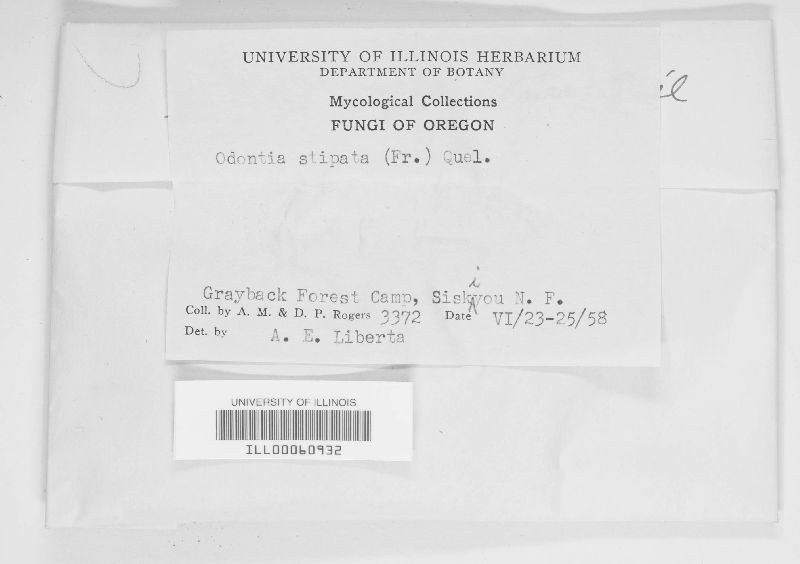 UNIVERSITY OF ILLINOIS HERBARIUM
DEPARTMENT OF BOTANY
Mycological Collections
FUNGI OF OREGON
Odontia stipata (Fr.) Quel.
Grayback Forest Camp, Siskiyou N. F.
Coll. by A. M. & D. P. Rogers 3372 Date VI/23-25/58
Det. by A. E. Liberta
UNIVERSITY OF ILLINOIS
ILL00060932